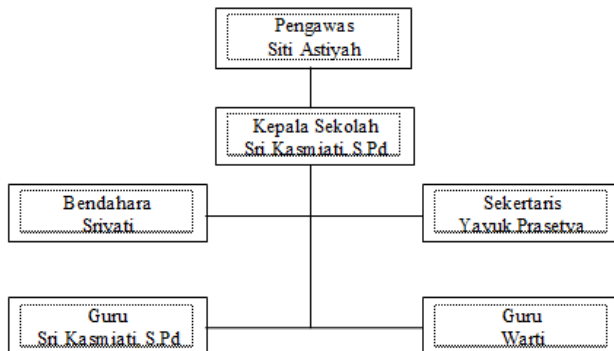 Pengawas
Siti Astiyah
Kepala Sekolah
Sri Kasmiati, S.Pd
Bendahara
Sriyati
Sekertaris
Yayuk Prasetya
Guru
Sri Kasmiati, S.Pd
Guru
Warti